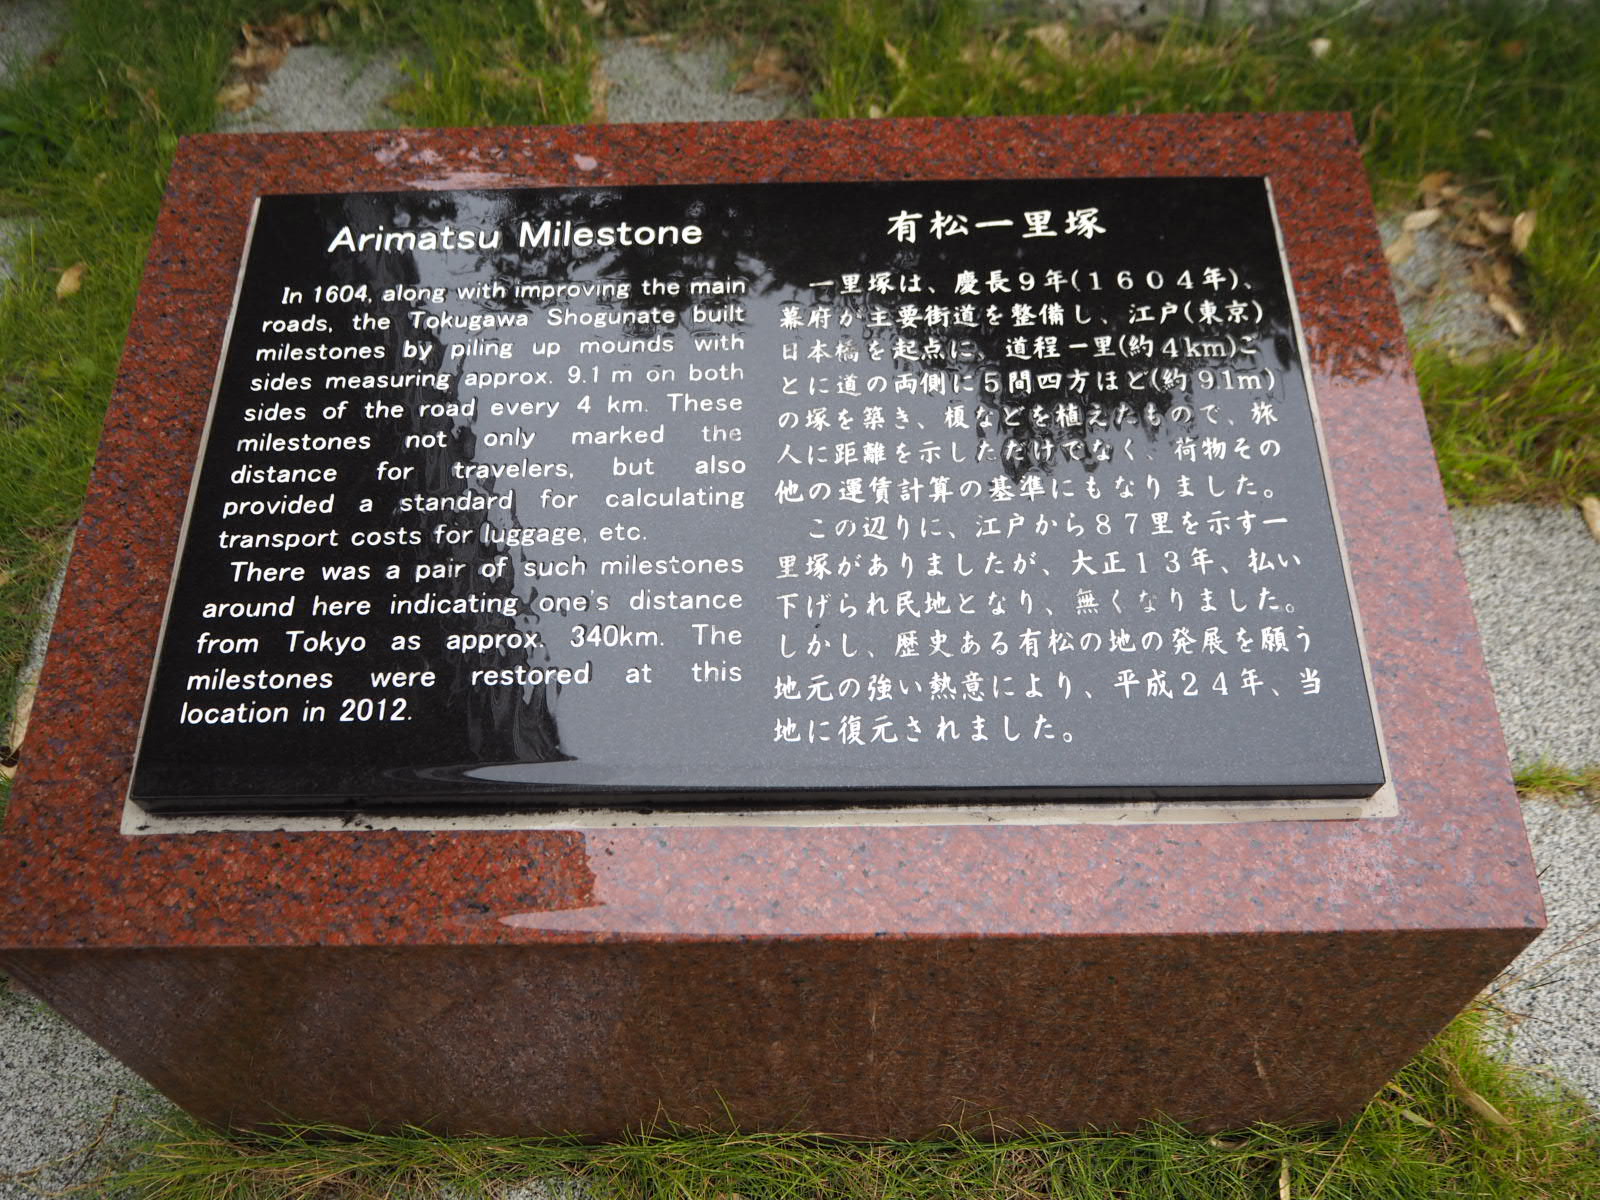 Arimatsu Milestone
In 1604, along with improving the main
roads, the Tokugawa Shogunate built
milestones by piling up mounds with
sides measuring approx. 9.1 m on both
sides of the road every 4 km. These
milestones not only marked the
distance for travelers, but also
provided a standard for calculating
transport costs for luggage, etc.
There was a pair of such milestones
around here indicating one's distance
from Tokyo as approx. 340km. The
milestones were restored at this
location in 2012.
有松一里塚
一里塚は、慶長9年(１６０４年)、
幕府が主要街道を整備し、江戸(東京)
日本橋を起点に、道程一里(約4km)ご
とに道の両側に５間四方ほど(約9.1m)
の塚を築き、榎などを植えたもので、旅
人に距離を示しただけでなく、荷物その
他の運賃計算の基準にもなりました。
この辺りに、江戸から８７里を示す一
里塚がありましたが、大正１３年、払い
下げられ民地となり、無くなりました。
しかし、歴史ある有松の地の発展を願う
地元の強い熱意により、平成２４年、当
地に復元されました。